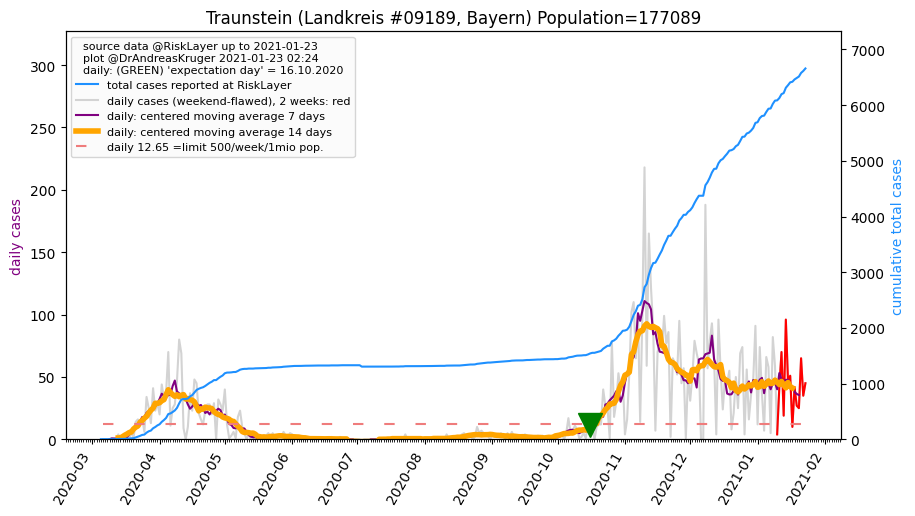 Traunstein (Landkreis #09189, Bayern) Population=177089
source data @RiskLayer up to 2021-01-23
plot @DrAndreasKruger 2021-01-23 02:24
daily: (GREEN) 'expectation day' = 16.10.2020
total cases reported at RiskLayer
daily cases (weekend-flawed), 2 weeks: red
daily: centered moving average 7 days
daily: centered moving average 14 days
daily 12.65 =limit 500/week/1mio pop.
daily cases
300
250
200
150
100
50
0
7000
6000
5000
4000
3000
2000
1000
0
cumulative total cases
2020-03
2020-04
2020-05
2020-06
2020-07
2020-08
2020-09
2020-10
2020-11
2020-12
2021-01
2021-02